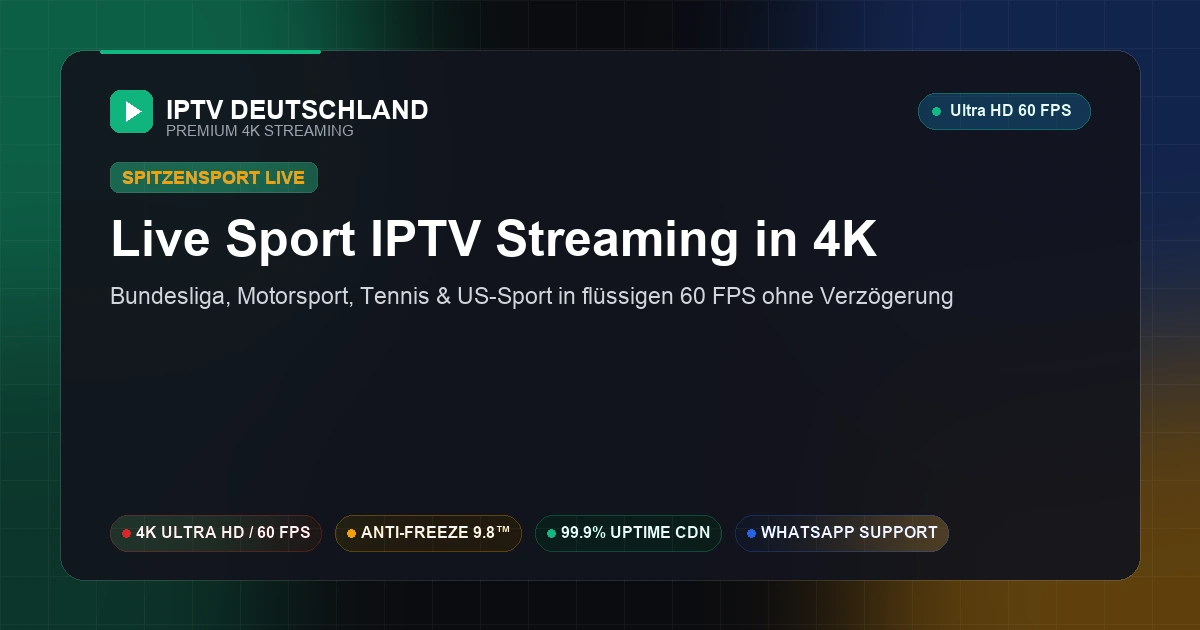 IPTV DEUTSCHLAND
PREMIUM 4K STREAMING
Ultra HD 60 FPS
SPITZENSPORT LIVE
Live Sport IPTV Streaming in 4K
Bundesliga, Motorsport, Tennis & US-Sport in flüssigen 60 FPS ohne Verzögerung
4K ULTRA HD / 60 FPS
ANTI-FREEZE 9.8™
99.9% UPTIME CDN
WHATSAPP SUPPORT